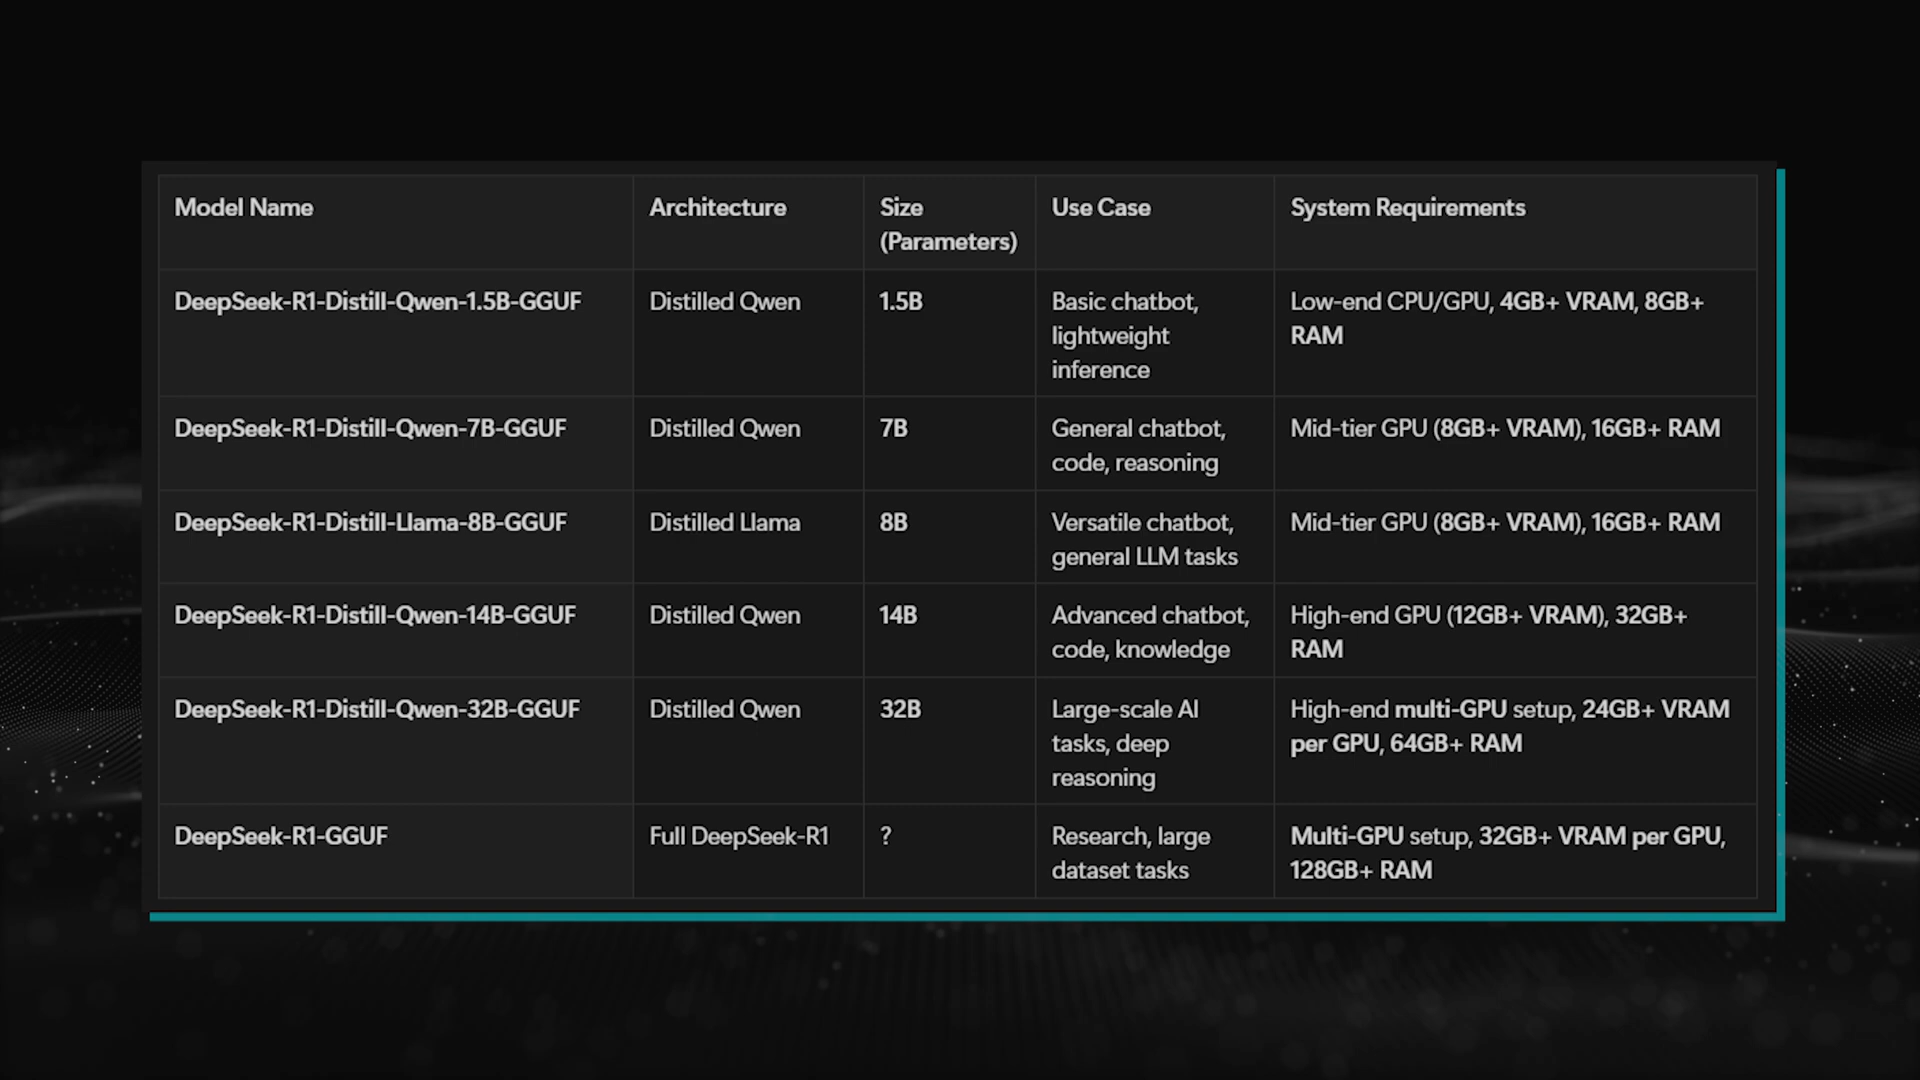 Model Name
Architecture
Size
(Parameters)
Use Case
System Requirements
DeepSeek-R1-Distill-Qwen-1.5B-GGUF
Distilled Qwen
1.5B
Basic chatbot,
lightweight
inference
Low-end CPU/GPU, 4GB+ VRAM, 8GB+
RAM
DeepSeek-R1-Distill-Qwen-7B-GGUF
Distilled Qwen
7B
General chatbot,
code, reasoning
Mid-tier GPU (8GB+ VRAM), 16GB+ RAM
DeepSeek-R1-Distill-Llama-8B-GGUF
Distilled Llama
8B
Versatile chatbot,
general LLM tasks
Mid-tier GPU (8GB+ VRAM), 16GB+ RAM
DeepSeek-R1-Distill-Qwen-14B-GGUF
Distilled Qwen
14B
Advanced chatbot,
code, knowledge
High-end GPU (12GB+ VRAM), 32GB+
RAM
DeepSeek-R1-Distill-Qwen-32B-GGUF
Distilled Qwen
32B
Large-scale AI
tasks, deep
reasoning
High-end multi-GPU setup, 24GB+ VRAM
per GPU, 64GB+ RAM
DeepSeek-R1-GGUF
Full DeepSeek-R1
?
Research, large
dataset tasks
Multi-GPU setup, 32GB+ VRAM per GPU,
128GB+ RAM